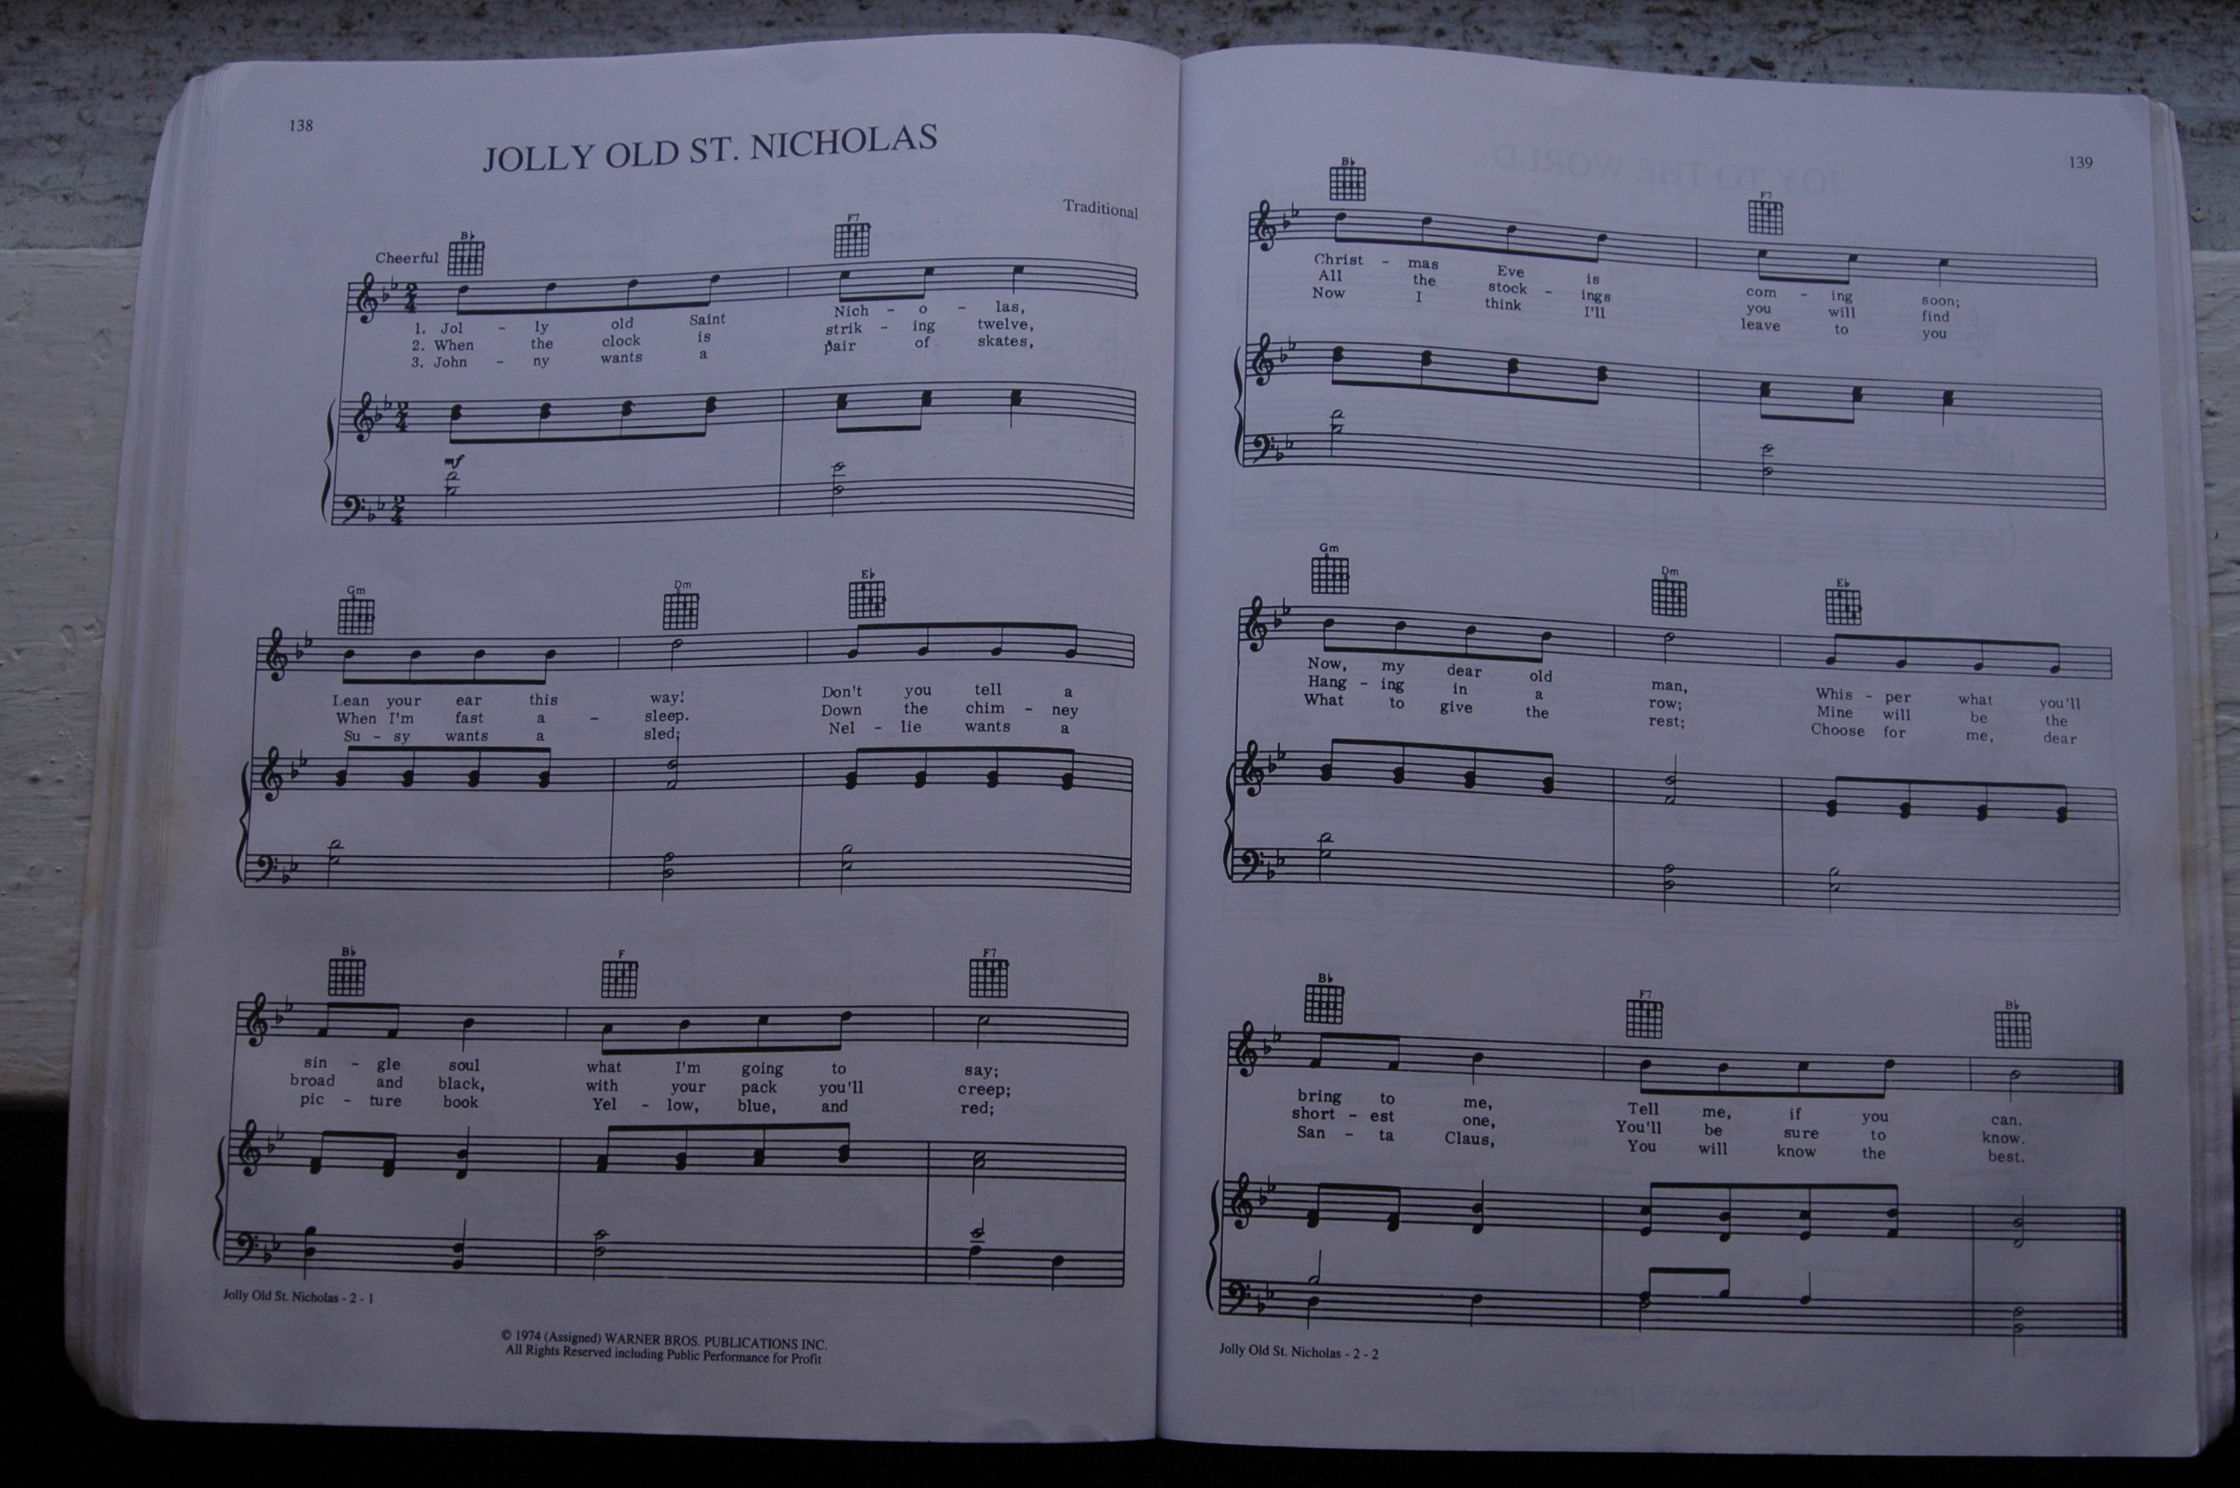 138
JOLLY OLD ST. NICHOLAS
Traditional
Cheerful
B♭ F7
1. Jol - ly old Saint Nich - o - las,
2. When the clock is strik - ing twelve,
3. John - ny wants a pair of skates,
mf
Gm Dm E♭
Lean your ear this way! Don't you tell a
When I'm fast a - sleep. Down the chim - ney
Su - sy wants a sled; Nel - lie wants a
B♭ F F7
sin - gle soul what I'm going to say;
broad and black, with your pack you'll creep;
pic - ture book Yel - low, blue, and red;
Jolly Old St. Nicholas - 2 - 1
© 1974 (Assigned) WARNER BROS. PUBLICATIONS INC.
All Rights Reserved including Public Performance for Profit
139
B♭ F7
Christ - mas Eve is com - ing soon;
All the stock - ings you will find
Now I think I'll leave to you
Gm Dm E♭
Now, my dear old man, Whis - per what you'll
Hang - ing in a row; Mine will be the
What to give the rest; Choose for me, dear
B♭ F7 B♭
bring to me, Tell me, if you can.
short - est one, You'll be sure to know.
San - ta Claus, You will know the best.
Jolly Old St. Nicholas - 2 - 2